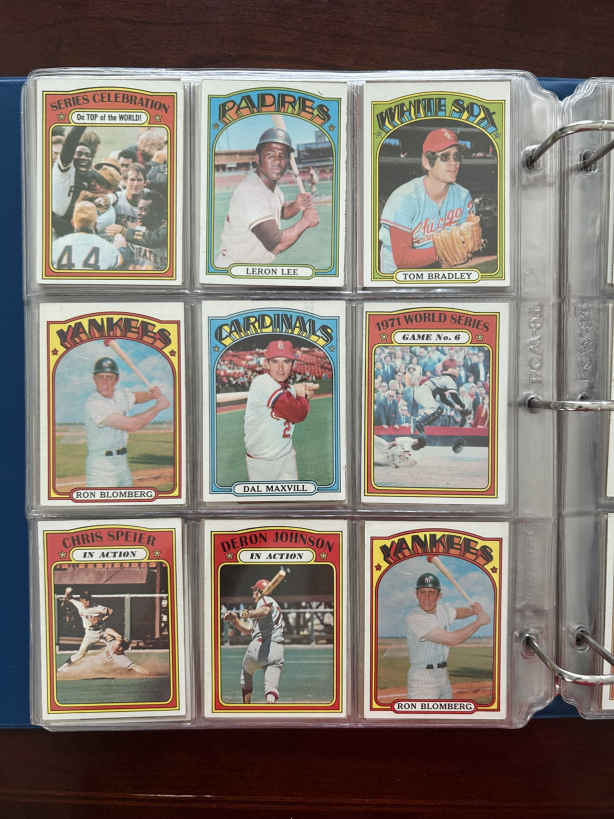 SERIES CELEBRATION
On TOP of the WORLD!
44
PADRES
LERON LEE
WHITE SOX
Chicago
TOM BRADLEY
YANKEES
RON BLOMBERG
CARDINALS
2
DAL MAXVILL
1971 WORLD SERIES
GAME No. 6
CHRIS SPEIER
IN ACTION
DERON JOHNSON
IN ACTION
YANKEES
RON BLOMBERG